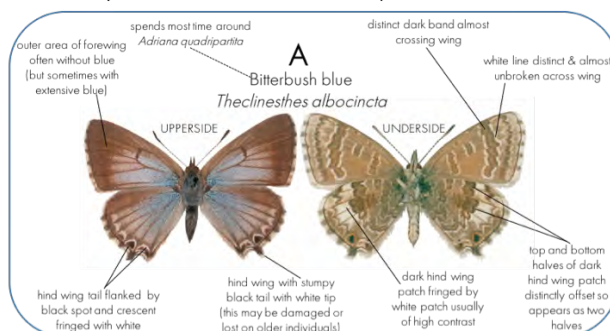 spends most time around
Adriana quadripartita
distinct dark band almost
crossing wing
outer area of forewing
often without blue
(but sometimes with
extensive blue)
A
Bitterbush blue
Theclinesthes albocincta
white line distinct & almost
unbroken across wing
UPPERSIDE
UNDERSIDE
hind wing tail flanked by
black spot and crescent
fringed with white
hind wing with stumpy
black tail with white tip
(this may be damaged or
lost on older individuals)
dark hind wing
patch fringed by
white patch usually
of high contrast
top and bottom
halves of dark
hind wing patch
distinctly offset so
appears as two
halves